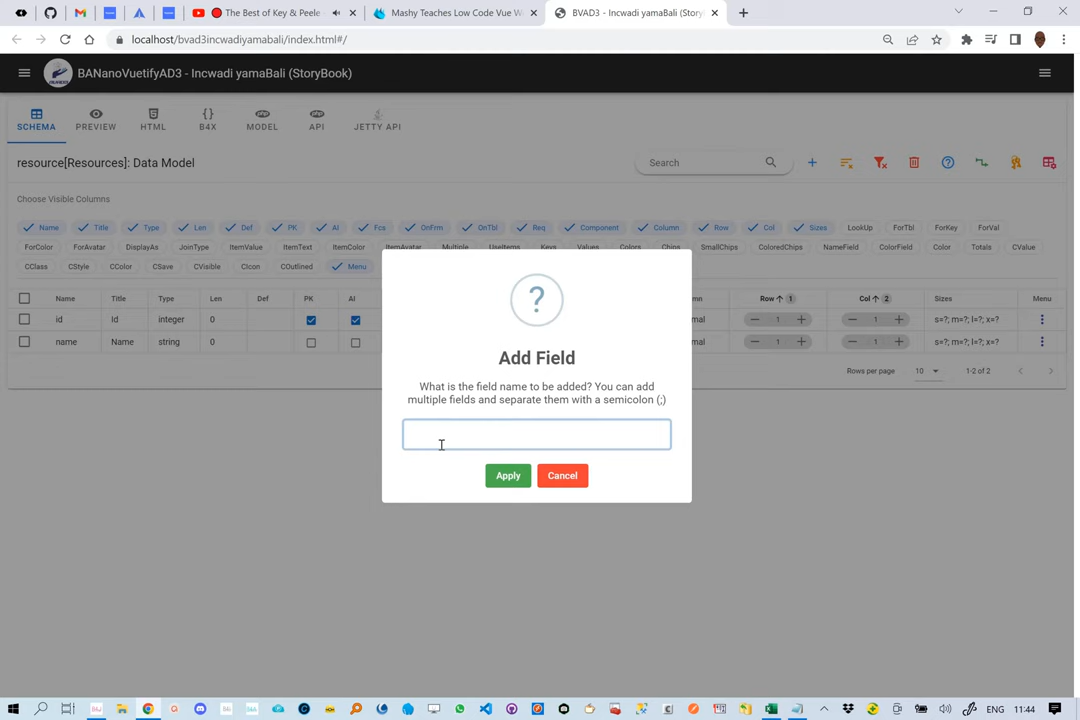 The Best of Key & Peele
Mashy Teaches Low Code Vue W
BVAD3 - Incwadi yamaBali (Story
localhost/bvad3incwadiyamabali/index.html#/
BANanoVuetifyAD3 - Incwadi yamaBali (StoryBook)
SCHEMA PREVIEW HTML B4X MODEL API JETTY API
resource[Resources]: Data Model
Search
Choose Visible Columns
Name Title Type Len Def PK AI Fcs OnFrm OnTbl Req Component Column Row Col Sizes LookUp ForTbl ForKey ForVal
ForColor ForAvatar DisplayAs JoinType ItemValue ItemText ItemColor ItemAvatar Multiple UseItems Keys Values Colors Chips SmallChips ColoredChips NameField ColorField Color Totals CValue
CClass CStyle CColor CSave CVisible CIcon COutlined Menu
Name Title Type Len Def PK AI Row 1 Col 2 Sizes Menu
id Id integer 0 1 1 s=?; m=?; l=?; x=?
name Name string 0 1 1 s=?; m=?; l=?; x=?
Rows per page 10 1-2 of 2
?
Add Field
What is the field name to be added? You can add
multiple fields and separate them with a semicolon (;)
Apply Cancel
ENG 11:44